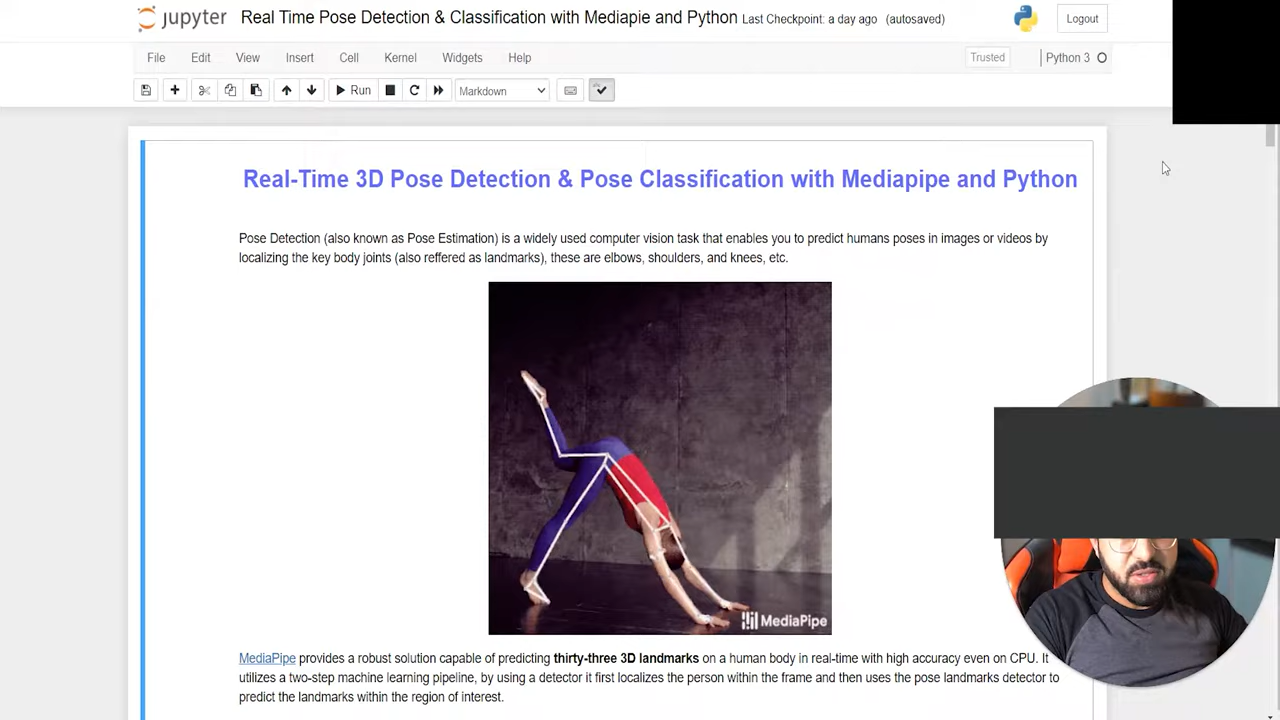 jupyter Real Time Pose Detection & Classification with Mediapie and Python Last Checkpoint: a day ago (autosaved) Logout
File Edit View Insert Cell Kernel Widgets Help Trusted Python 3
Run Markdown
Real-Time 3D Pose Detection & Pose Classification with Mediapipe and Python
Pose Detection (also known as Pose Estimation) is a widely used computer vision task that enables you to predict humans poses in images or videos by
localizing the key body joints (also reffered as landmarks), these are elbows, shoulders, and knees, etc.
MediaPipe
MediaPipe provides a robust solution capable of predicting thirty-three 3D landmarks on a human body in real-time with high accuracy even on CPU. It
utilizes a two-step machine learning pipeline, by using a detector it first localizes the person within the frame and then uses the pose landmarks detector to
predict the landmarks within the region of interest.